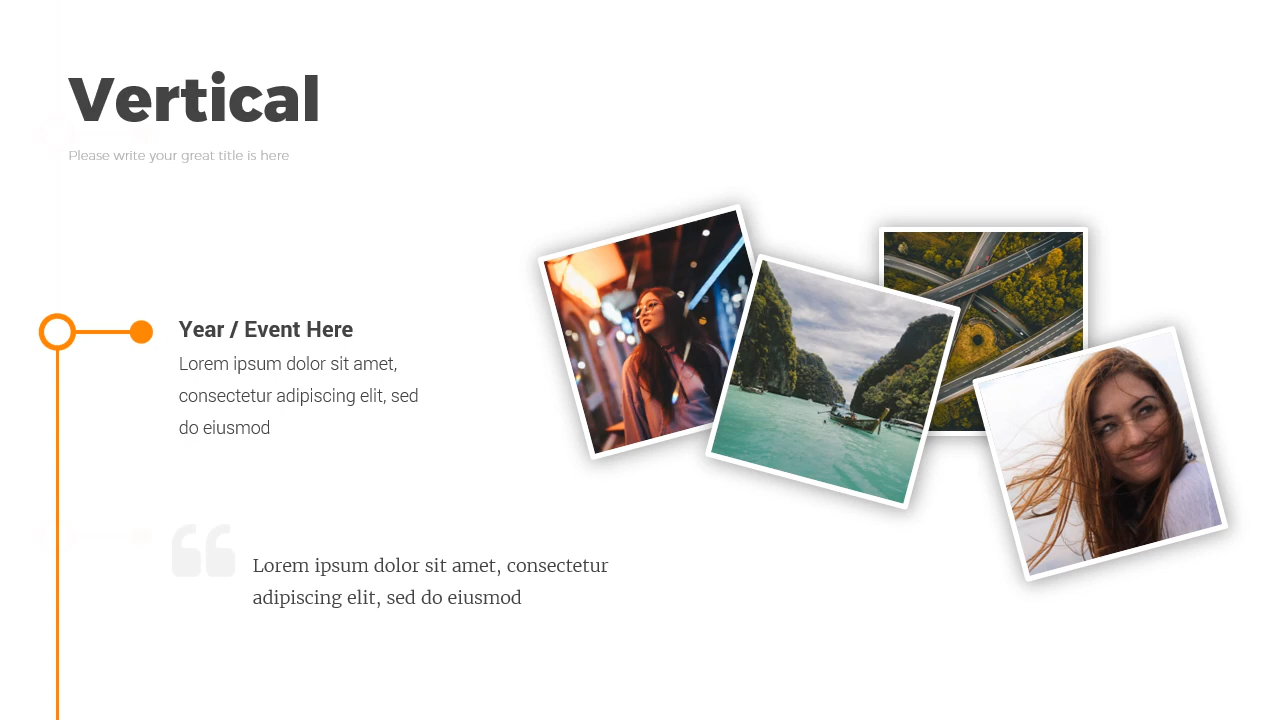 Vertical
Please write your great title is here
Year / Event Here
Lorem ipsum dolor sit amet,
consectetur adipiscing elit, sed
do eiusmod
Lorem ipsum dolor sit amet, consectetur
adipiscing elit, sed do eiusmod